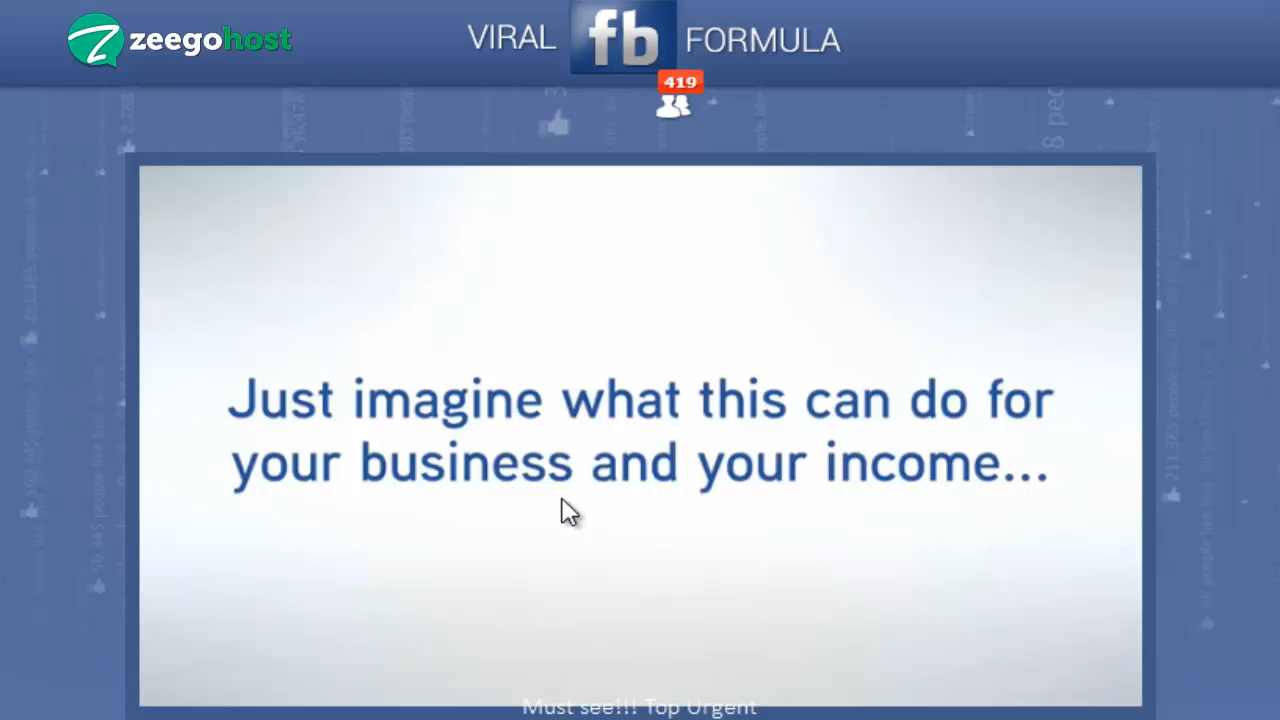 zeegohost
VIRAL fb FORMULA
419
Just imagine what this can do for
your business and your income...
Must see!!! Top Urgent